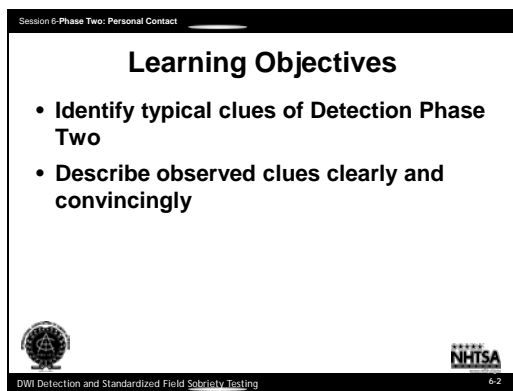 Session 6-Phase Two: Personal Contact
Learning Objectives
• Identify typical clues of Detection Phase
Two
• Describe observed clues clearly and
convincingly
NHTSA
DWI Detection and Standardized Field Sobriety Testing
6-2